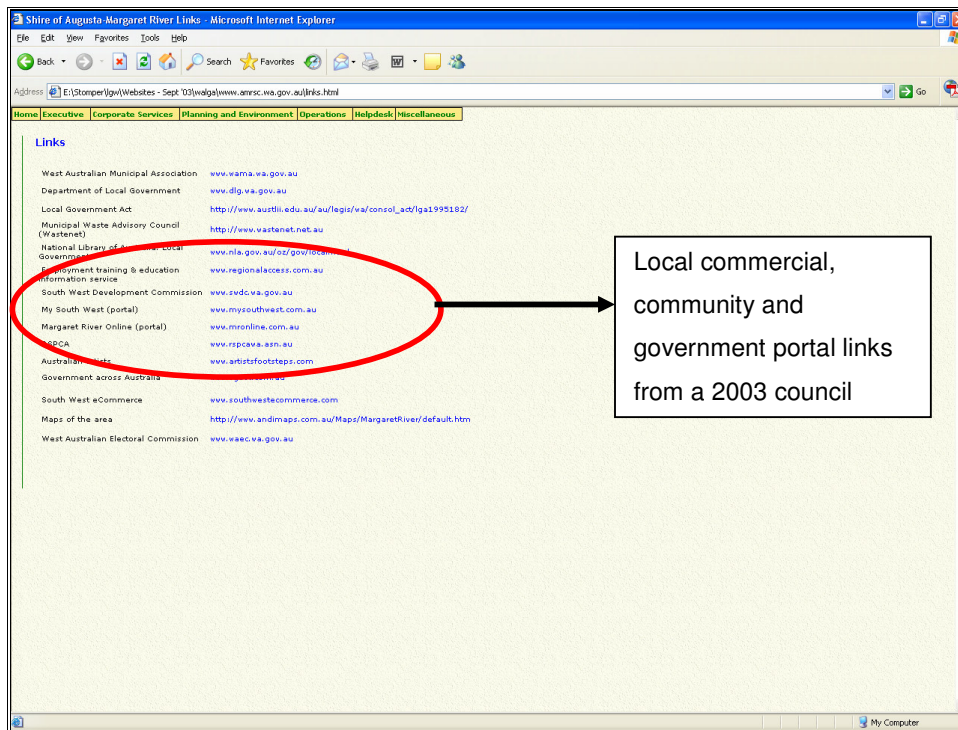 Shire of Augusta-Margaret River Links - Microsoft Internet Explorer
File Edit View Favorites Tools Help
Back Search Favorites
Address E:\Stomper\lgw\Websites - Sept '03\walga\www.amrsc.wa.gov.au\links.html Go
Home Executive Corporate Services Planning and Environment Operations Helpdesk Miscellaneous
Links
West Australian Municipal Association www.wama.wa.gov.au
Department of Local Government www.dlg.wa.gov.au
Local Government Act http://www.austlii.edu.au/au/legis/wa/consol_act/lga1995182/
Municipal Waste Advisory Council
(Wastenet) http://www.wastenet.net.au
National Library of Local
Government www.nla.gov.au/oz/gov/
Employment training & education
information service www.regionalaccess.com.au
South West Development Commission www.swdc.wa.gov.au
My South West (portal) www.mysouthwest.com.au
Margaret River Online (portal) www.mronline.com.au
RSPCA www.rspcawa.asn.au
Australian Artists www.artistsfootsteps.com
Government across Australia
South West eCommerce www.southwestecommerce.com
Maps of the area http://www.andimaps.com.au/Maps/MargaretRiver/default.htm
West Australian Electoral Commission www.waec.wa.gov.au
Local commercial,
community and
government portal links
from a 2003 council
My Computer